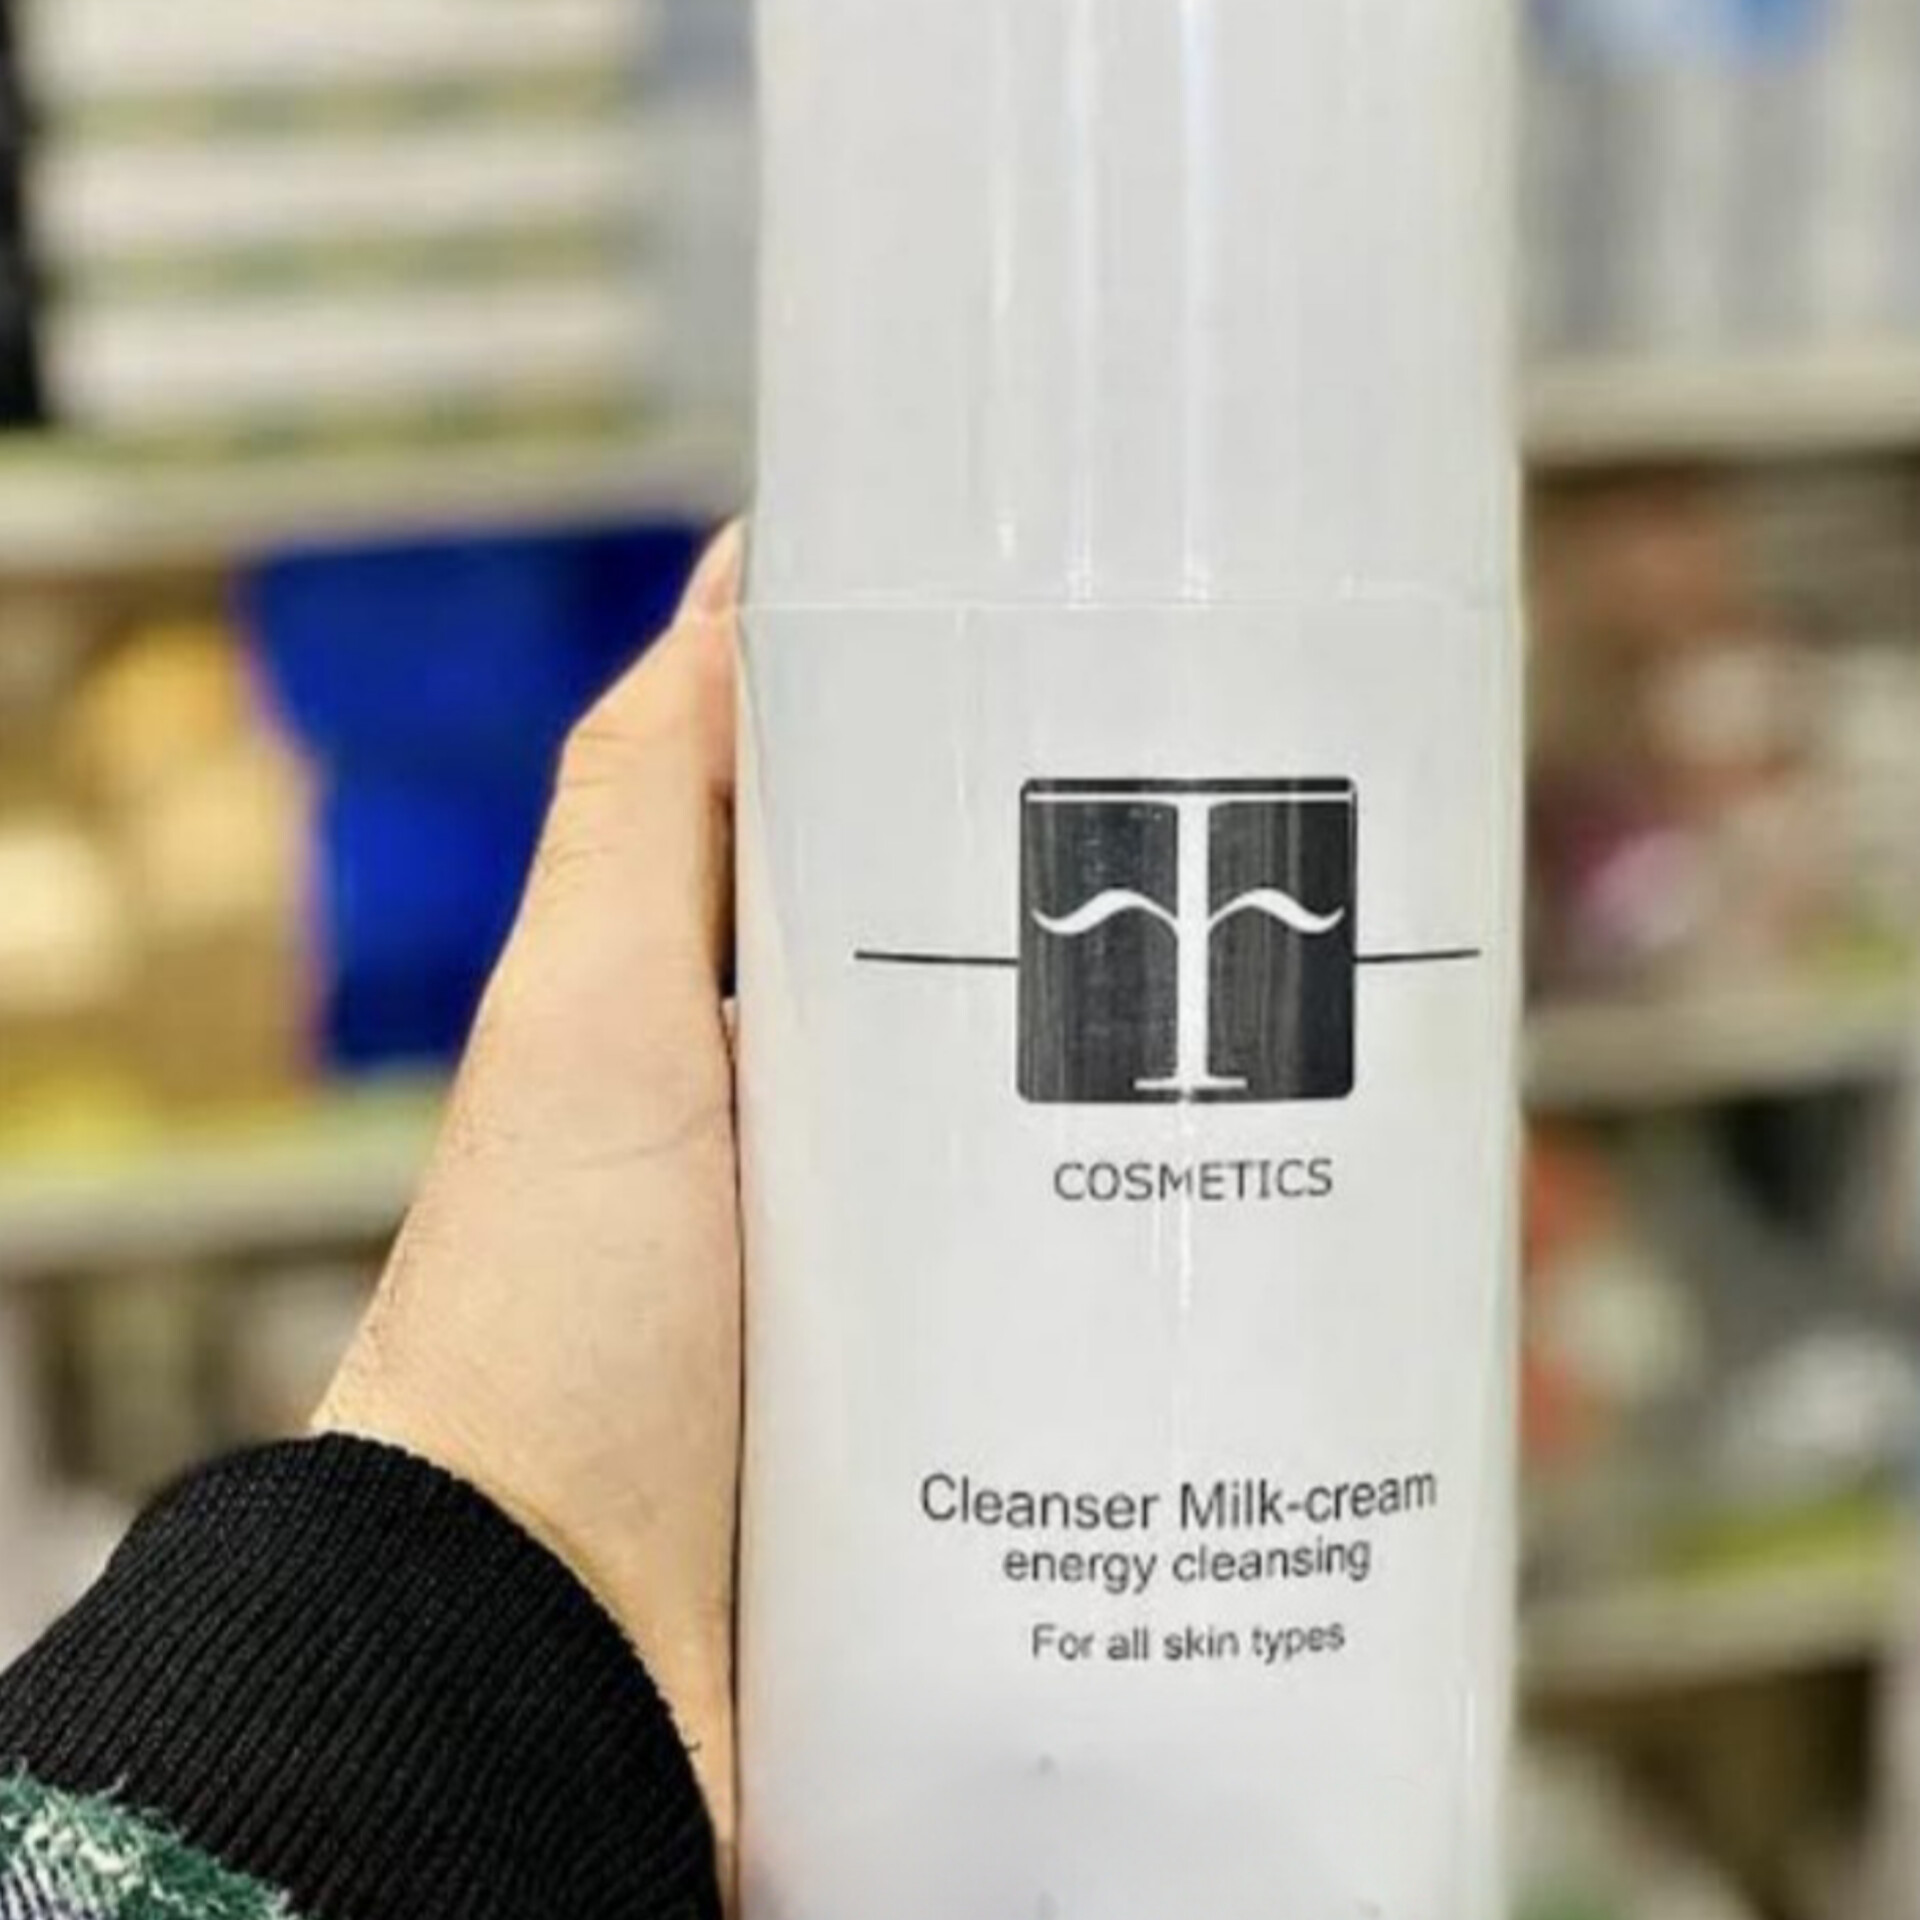 T
COSMETICS
Cleanser Milk-cream
energy cleansing
For all skin types